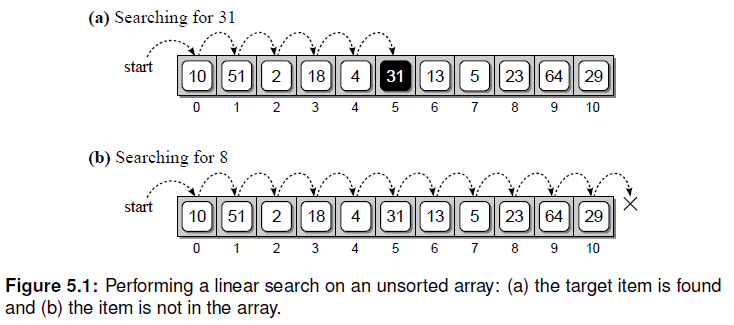 (a) Searching for 31
start
10 51 2 18 4 31 13 5 23 64 29
0 1 2 3 4 5 6 7 8 9 10
(b) Searching for 8
start
10 51 2 18 4 31 13 5 23 64 29
0 1 2 3 4 5 6 7 8 9 10
Figure 5.1: Performing a linear search on an unsorted array: (a) the target item is found
and (b) the item is not in the array.